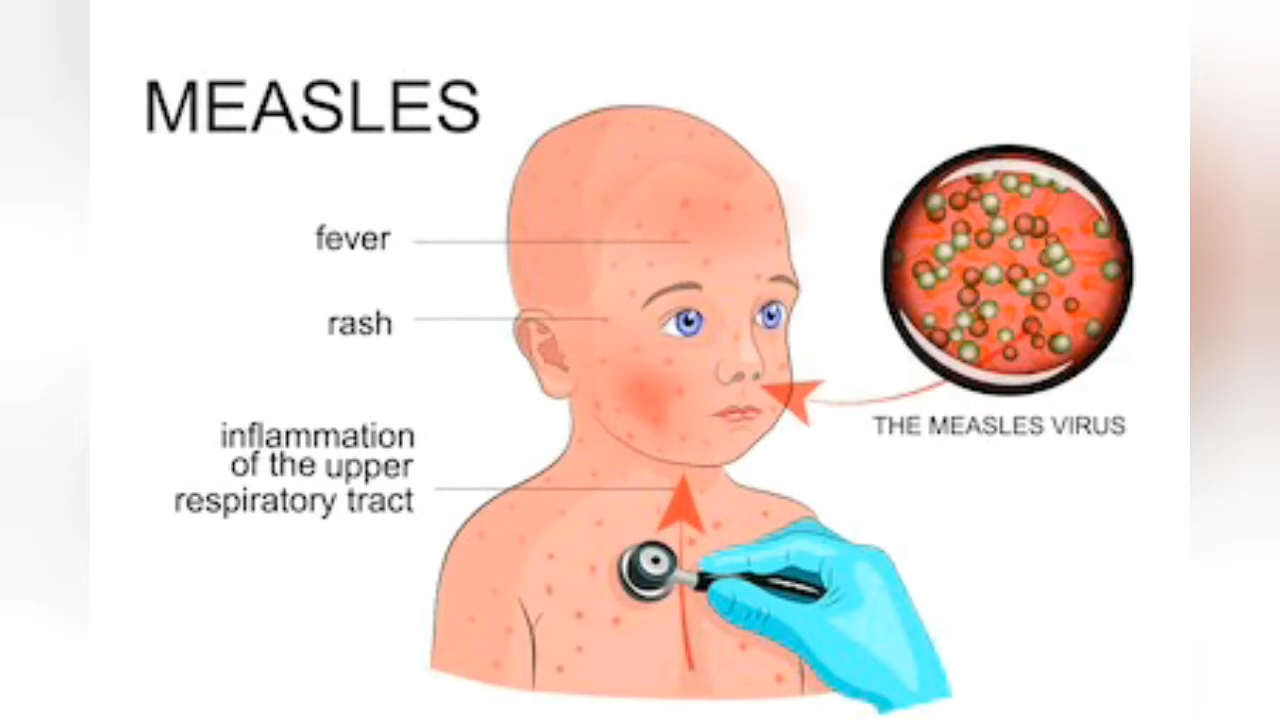 MEASLES
fever
rash
inflammation
of the upper
respiratory tract
THE MEASLES VIRUS